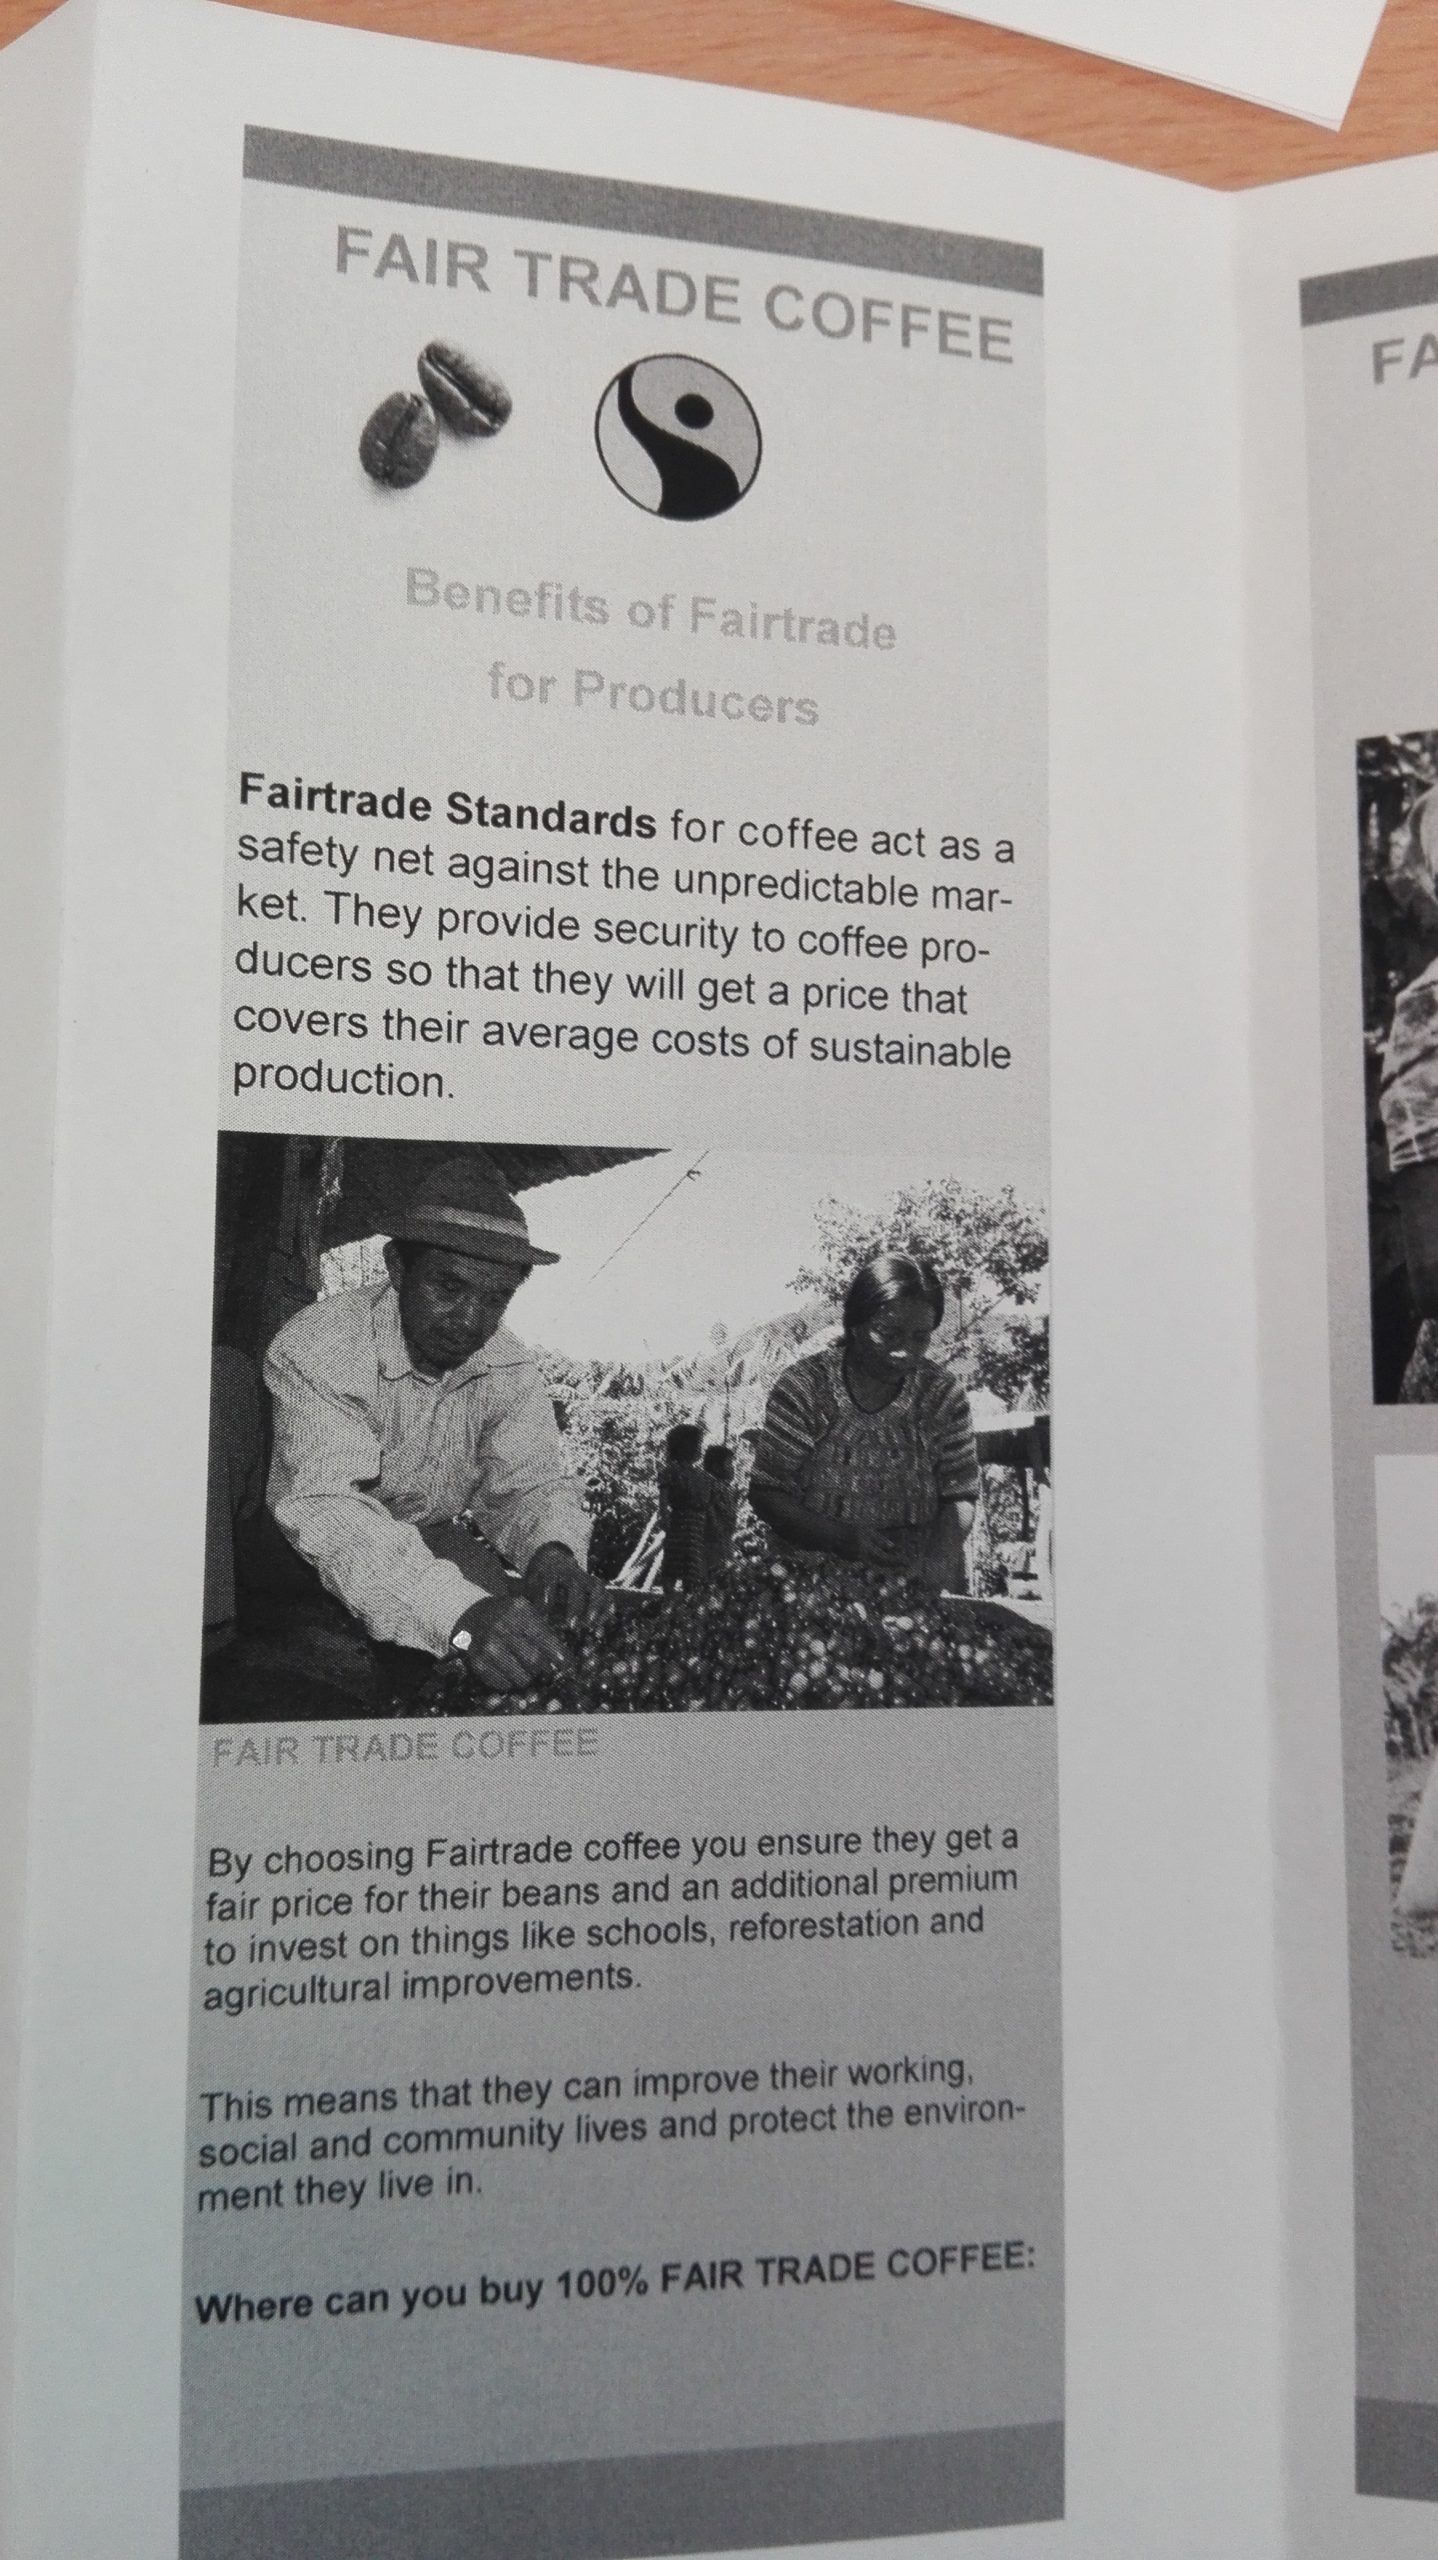 FAIR TRADE COFFEE
Benefits of Fairtrade
for Producers
Fairtrade Standards for coffee act as a
safety net against the unpredictable mar-
ket. They provide security to coffee pro-
ducers so that they will get a price that
covers their average costs of sustainable
production.
FAIR TRADE COFFEE
By choosing Fairtrade coffee you ensure they get a
fair price for their beans and an additional premium
to invest on things like schools, reforestation and
agricultural improvements.
This means that they can improve their working,
social and community lives and protect the environ-
ment they live in.
Where can you buy 100% FAIR TRADE COFFEE:
FA